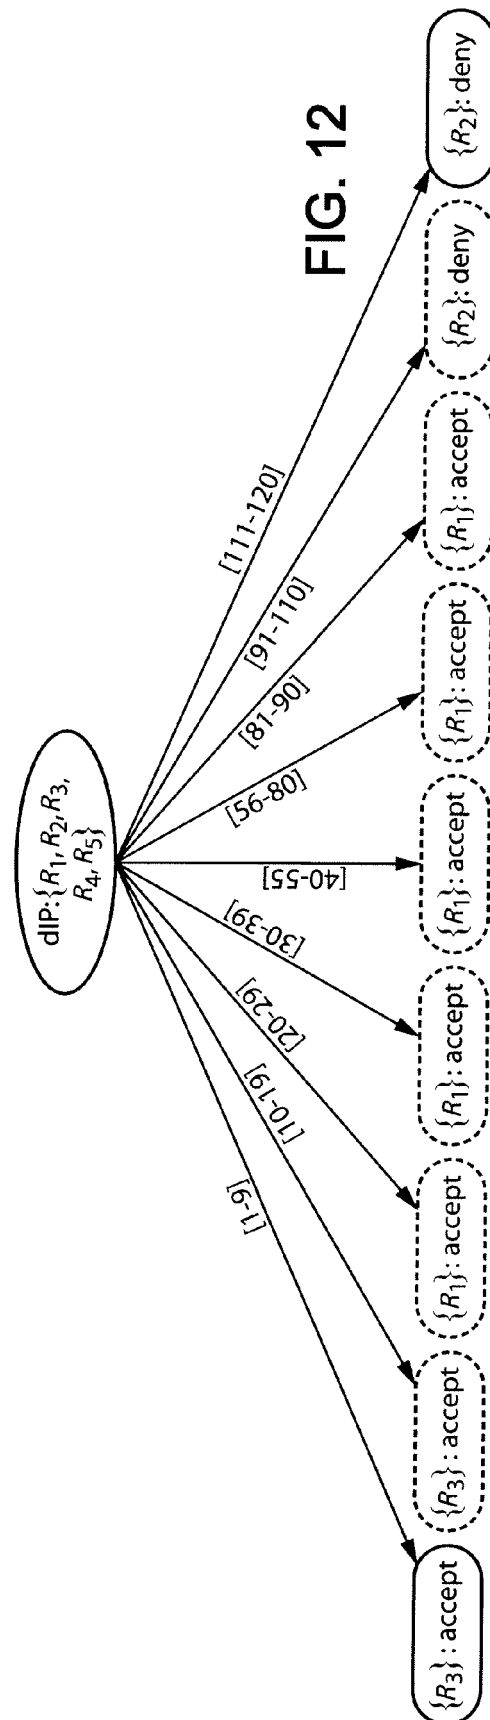 FIG. 12
dIP:{R1, R2, R3,
R4, R5}
[1-9]
[10-19]
[20-29]
[30-39]
[40-55]
[56-80]
[81-90]
[91-110]
[111-120]
{R3}: accept
{R3}: accept
{R1}: accept
{R1}: accept
{R1}: accept
{R1}: accept
{R1}: accept
{R2}: deny
{R2}: deny